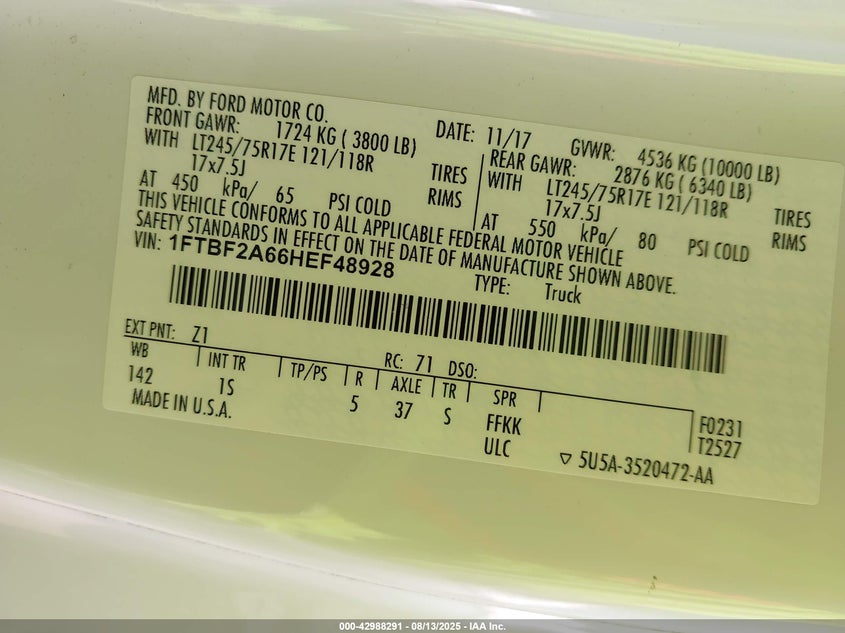 MFD. BY FORD MOTOR CO. DATE: 11/17 GVWR: 4536 KG (10000 LB)
FRONT GAWR: 1724 KG ( 3800 LB) REAR GAWR: 2876 KG ( 6340 LB)
WITH LT245/75R17E 121/118R TIRES WITH LT245/75R17E 121/118R TIRES
17x7.5J RIMS 17x7.5J RIMS
AT 450 kPa/ 65 PSI COLD AT 550 kPa/ 80 PSI COLD
THIS VEHICLE CONFORMS TO ALL APPLICABLE FEDERAL MOTOR VEHICLE
SAFETY STANDARDS IN EFFECT ON THE DATE OF MANUFACTURE SHOWN ABOVE.
VIN: 1FTBF2A66HEF48928
TYPE: Truck
EXT PNT: Z1 RC: 71 DSO:
WB INT TR TP/PS R AXLE TR SPR
142 1S 5 37 S FFKK F0231
MADE IN U.S.A. ULC T2527
5U5A-3520472-AA
000-42988291 - 08/13/2025 - IAA Inc.